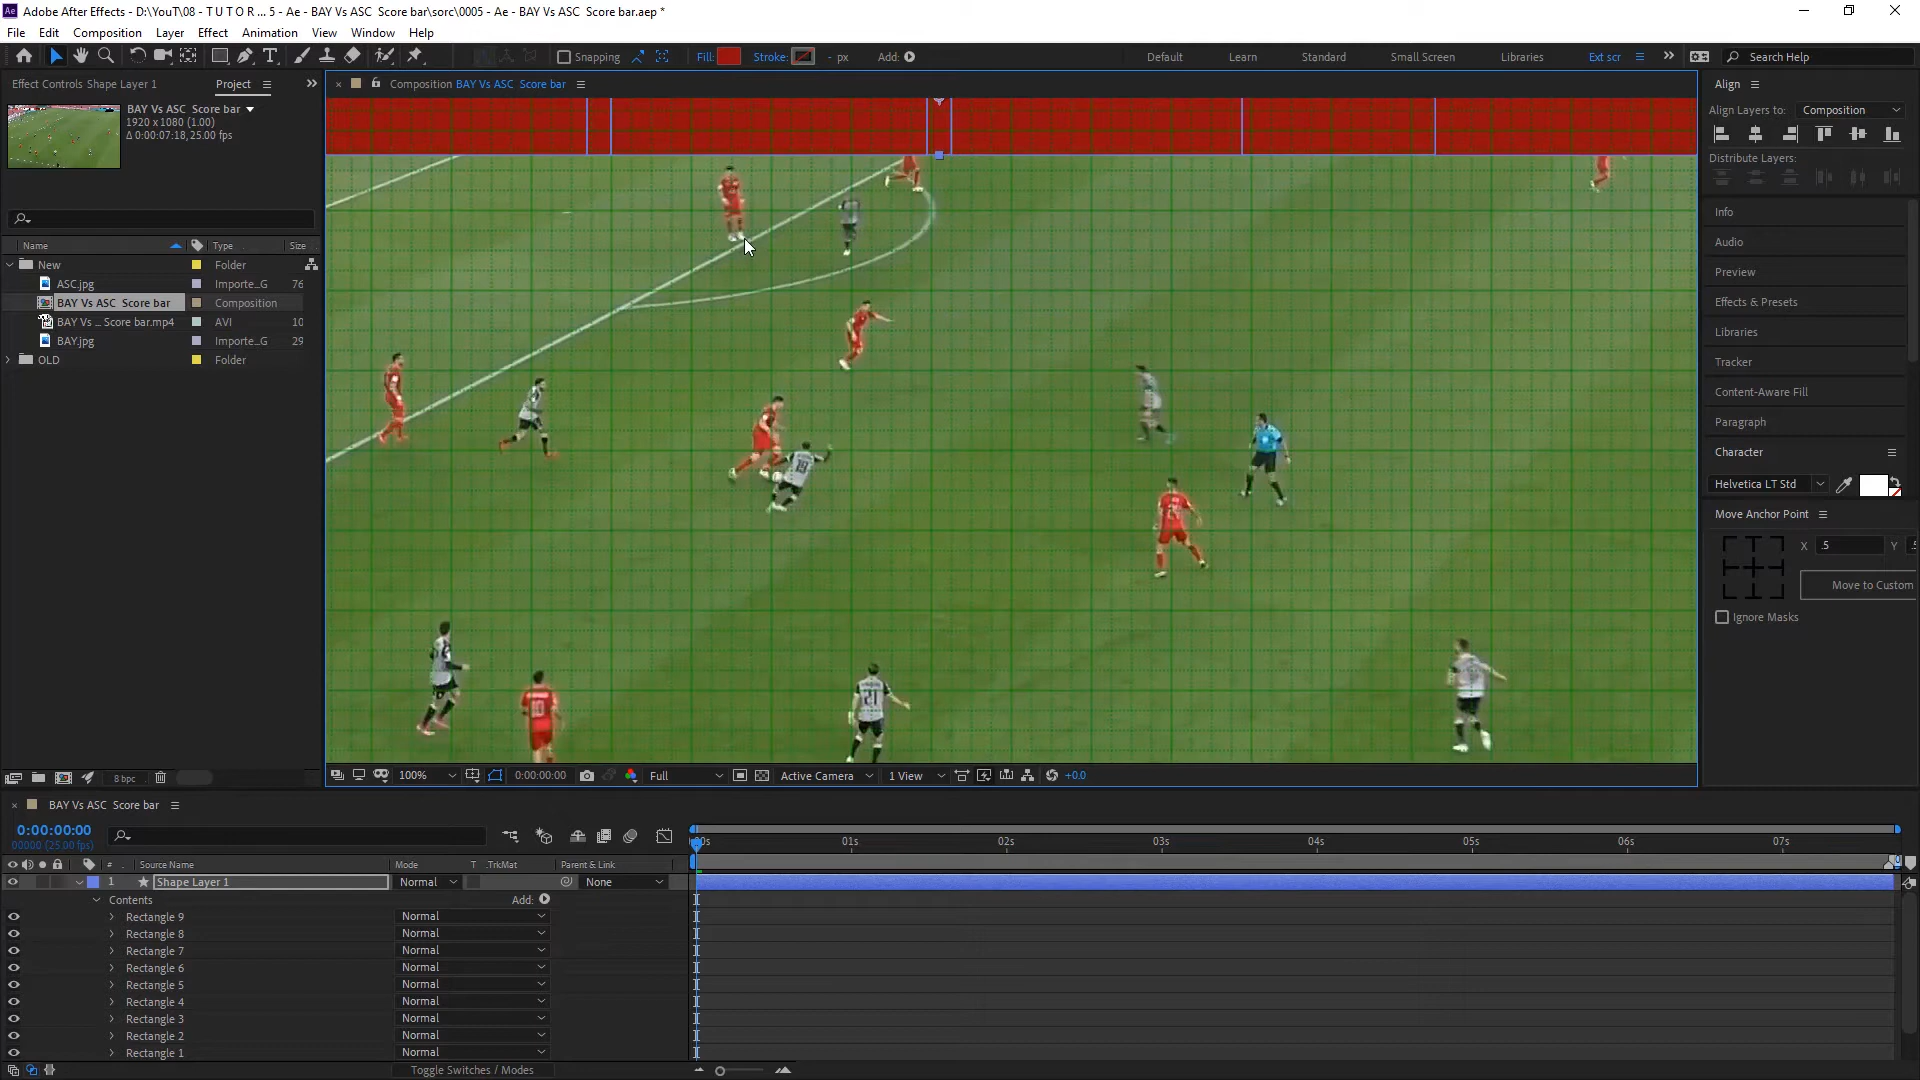 Adobe After Effects - D:\YouT\08 - T U T O R ... 5 - Ae - BAY Vs ASC  Score bar\sorc\0005 - Ae - BAY Vs ASC  Score bar.aep *
File Edit Composition Layer Effect Animation View Window Help
Snapping Fill: Stroke: - px Add: Default Learn Standard Small Screen Libraries Ext scr Search Help
Effect Controls Shape Layer 1 Project
Composition BAY Vs ASC  Score bar
BAY Vs ASC  Score bar
1920 x 1080 (1.00)
Δ 0:00:07:18, 25.00 fps
Name Type Size
New Folder
ASC.jpg Importe...G 76
BAY Vs ASC  Score bar Composition
BAY Vs ... Score bar.mp4 AVI 10
BAY.jpg Importe...G 29
OLD Folder
8 bpc
19
10
21
100% 0:00:00:00 Full Active Camera 1 View +0.0
Align
Align Layers to: Composition
Distribute Layers:
Info
Audio
Preview
Effects & Presets
Libraries
Tracker
Content-Aware Fill
Paragraph
Character
Helvetica LT Std
Move Anchor Point
X .5 Y
Move to Custom
Ignore Masks
BAY Vs ASC  Score bar
0:00:00:00
00000 (25.00 fps)
01s 02s 03s 04s 05s 06s 07s
# Source Name Mode T .TrkMat Parent & Link
1 Shape Layer 1 Normal None
Contents Add:
Rectangle 9 Normal
Rectangle 8 Normal
Rectangle 7 Normal
Rectangle 6 Normal
Rectangle 5 Normal
Rectangle 4 Normal
Rectangle 3 Normal
Rectangle 2 Normal
Rectangle 1 Normal
Toggle Switches / Modes